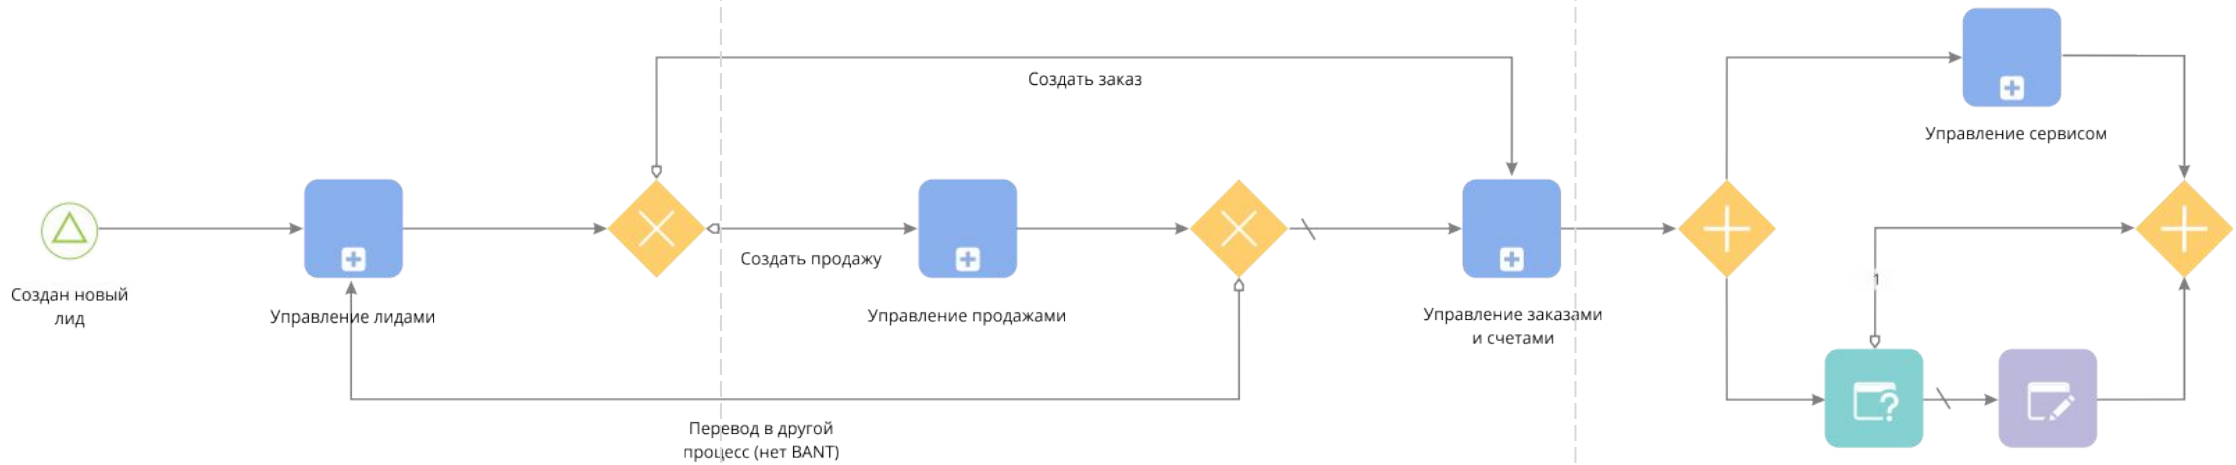 Создать заказ
Управление сервисом
Создать продажу
Создан новый
лид
Управление лидами
Управление продажами
Управление заказами
и счетами
1
Перевод в другой
процесс (нет BANT)